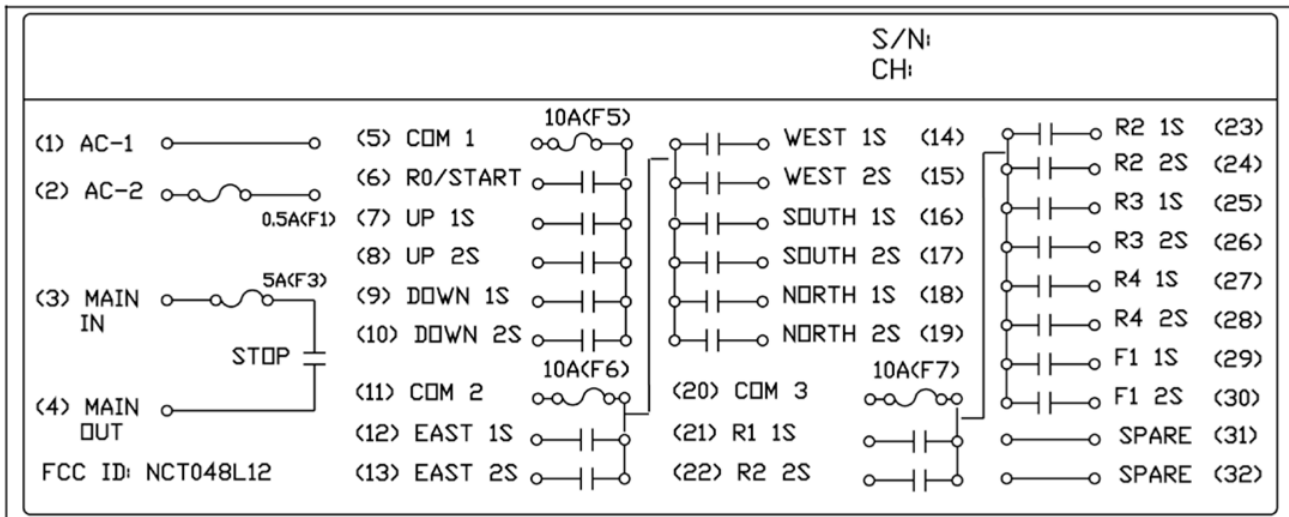 S/N:
CH:
(1) AC-1
(2) AC-2
0.5A(F1)
(3) MAIN
IN
5A(F3)
STOP
(4) MAIN
OUT
FCC ID: NCT048L12
10A(F5)
(5) COM 1
(6) R0/START
(7) UP 1S
(8) UP 2S
(9) DOWN 1S
(10) DOWN 2S
10A(F6)
(11) COM 2
(12) EAST 1S
(13) EAST 2S
WEST 1S (14)
WEST 2S (15)
SOUTH 1S (16)
SOUTH 2S (17)
NORTH 1S (18)
NORTH 2S (19)
10A(F7)
(20) COM 3
(21) R1 1S
(22) R2 2S
R2 1S (23)
R2 2S (24)
R3 1S (25)
R3 2S (26)
R4 1S (27)
R4 2S (28)
F1 1S (29)
F1 2S (30)
SPARE (31)
SPARE (32)